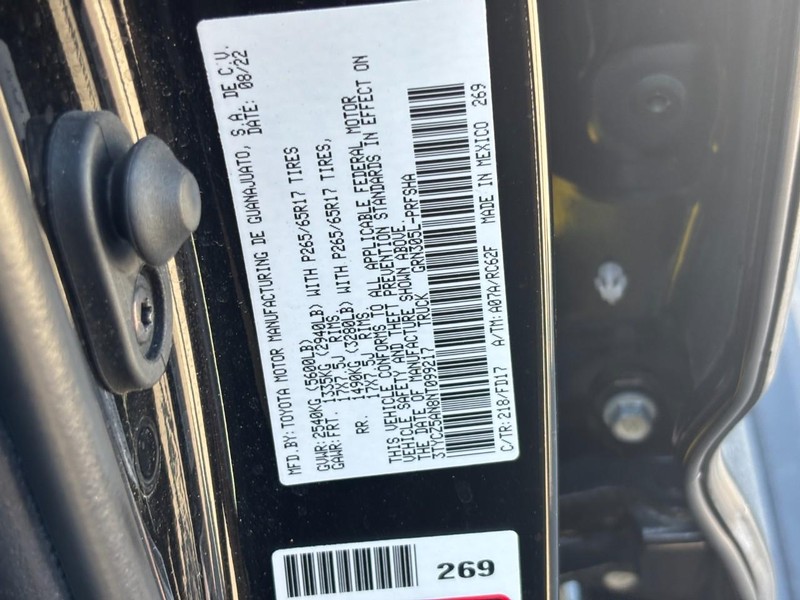 MFD.BY:TOYOTA MOTOR MANUFACTURING DE GUANAJUATO, S.A. DE C.V.
DATE: 08/22
GVWR:2540KG (5600LB)
GAWR:FRT. 1335KG (2940LB) WITH P265/65R17 TIRES
17X7.5J RIMS,
RR. 1490KG (3280LB) WITH P265/65R17 TIRES,
17X7.5J RIMS.
THIS VEHICLE CONFORMS TO ALL APPLICABLE FEDERAL MOTOR
VEHICLE SAFETY AND THEFT PREVENTION STANDARDS IN EFFECT ON
THE DATE OF MANUFACTURE SHOWN ABOVE.
3TYCZ5AN8NT099217 TRUCK GRN305L-PRFSHA
C/TR:218/FD17 A/TM:A07A/RC62F MADE IN MEXICO 269
269